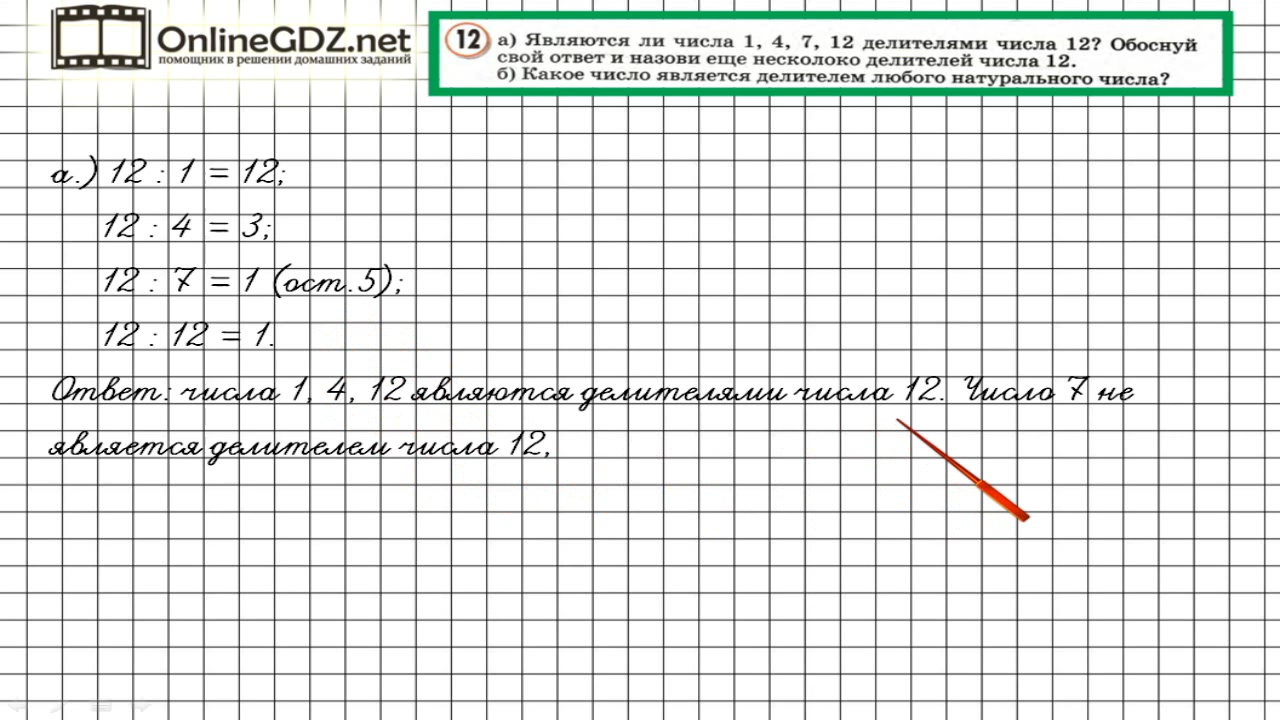 OnlineGDZ.net
помощник в решении домашних заданий
12 а) Являются ли числа 1, 4, 7, 12 делителями числа 12? Обоснуй
свой ответ и назови еще несколоко делителей числа 12.
б) Какое число является делителем любого натурального числа?
а.) 12 : 1 = 12;
12 : 4 = 3;
12 : 7 = 1 (ост.5);
12 : 12 = 1.
Ответ: числа 1, 4, 12 являются делителями числа 12. Число 7 не
является делителем числа 12,